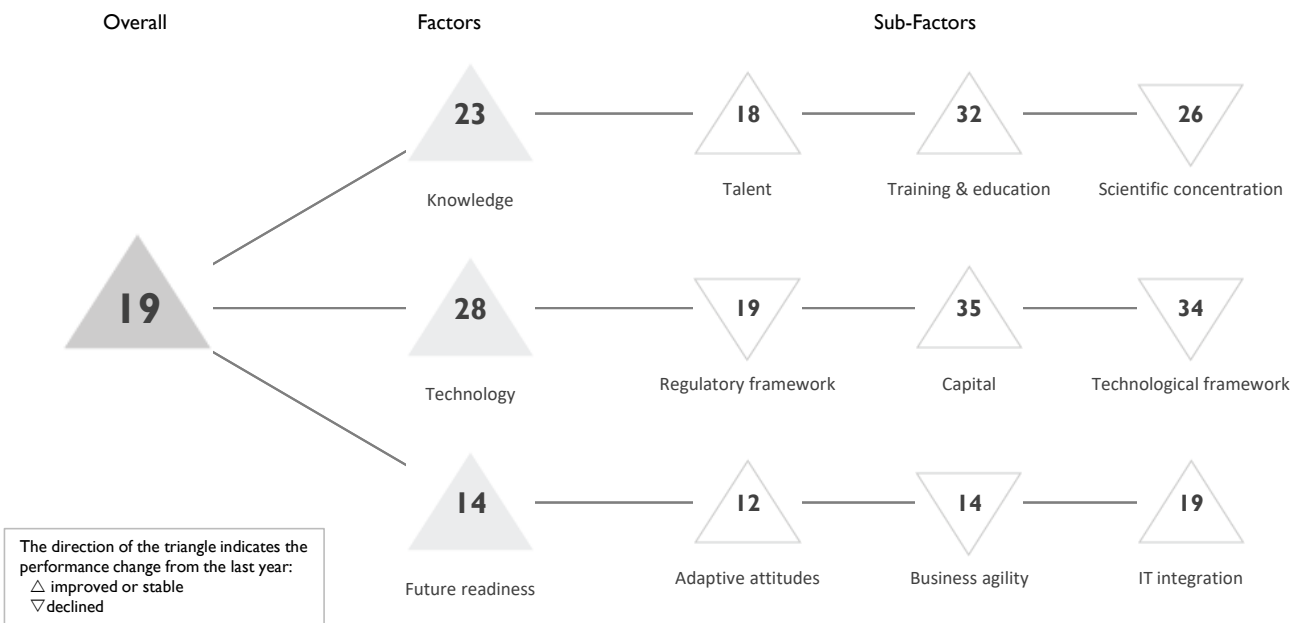 Overall Factors Sub-Factors
23 18 32 26
Knowledge Talent Training & education Scientific concentration
19 28 19 35 34
Technology Regulatory framework Capital Technological framework
14 12 14 19
Future readiness Adaptive attitudes Business agility IT integration
The direction of the triangle indicates the
performance change from the last year:
△ improved or stable
▽ declined